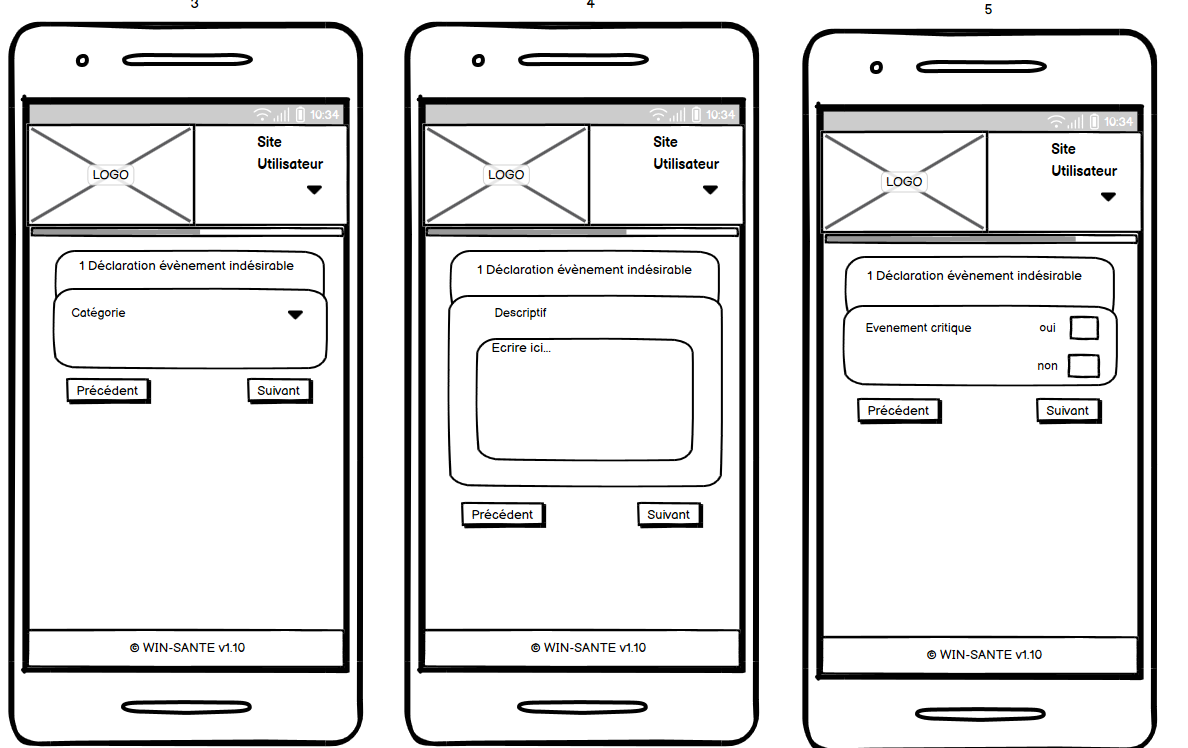 3
10:34
LOGO
Site
Utilisateur
1 Déclaration évènement indésirable
Catégorie
Précédent
Suivant
© WIN-SANTE v1.10
4
10:34
LOGO
Site
Utilisateur
1 Déclaration évènement indésirable
Descriptif
Ecrire ici...
Précédent
Suivant
© WIN-SANTE v1.10
5
10:34
LOGO
Site
Utilisateur
1 Déclaration évènement indésirable
Evenement critique
oui
non
Précédent
Suivant
© WIN-SANTE v1.10